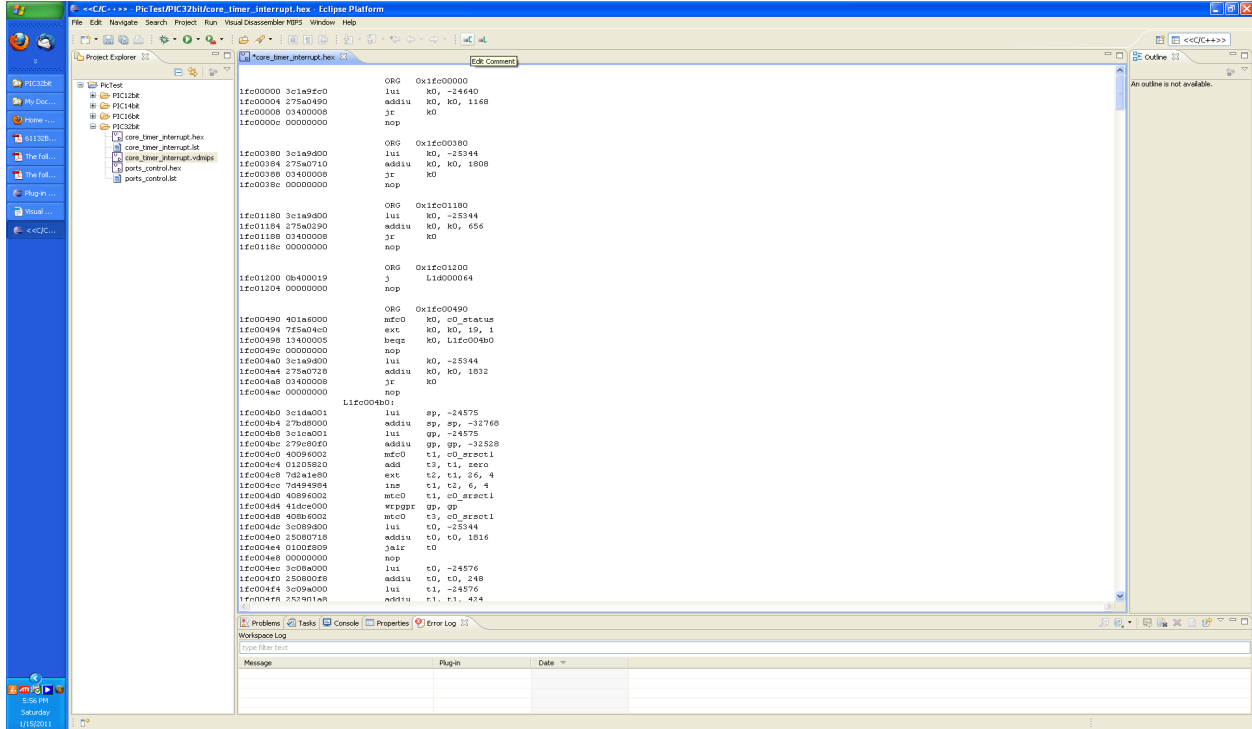 <<C/C++>> - PicTest/PIC32bit/core_timer_interrupt.hex - Eclipse Platform
File Edit Navigate Search Project Run Visual Disassembler MIPS Window Help
<<C/C++>>
Project Explorer
*core_timer_interrupt.hex
Edit Comment
Outline
An outline is not available.
PIC32bit
My Doc...
Home -...
61132B...
The foll...
The foll...
Plug-in ...
Visual ...
<<C/C...
PicTest
PIC12bit
PIC14bit
PIC16bit
PIC32bit
core_timer_interrupt.hex
core_timer_interrupt.lst
core_timer_interrupt.vdmips
ports_control.hex
ports_control.lst
ORG 0x1fc00000
1fc00000 3c1a9fc0 lui k0, -24640
1fc00004 275a0490 addiu k0, k0, 1168
1fc00008 03400008 jr k0
1fc0000c 00000000 nop
ORG 0x1fc00380
1fc00380 3c1a9d00 lui k0, -25344
1fc00384 275a0710 addiu k0, k0, 1808
1fc00388 03400008 jr k0
1fc0038c 00000000 nop
ORG 0x1fc01180
1fc01180 3c1a9d00 lui k0, -25344
1fc01184 275a0290 addiu k0, k0, 656
1fc01188 03400008 jr k0
1fc0118c 00000000 nop
ORG 0x1fc01200
1fc01200 0b400019 j L1d000064
1fc01204 00000000 nop
ORG 0x1fc00490
1fc00490 401a6000 mfc0 k0, c0_status
1fc00494 7f5a04c0 ext k0, k0, 19, 1
1fc00498 13400005 beqz k0, L1fc004b0
1fc0049c 00000000 nop
1fc004a0 3c1a9d00 lui k0, -25344
1fc004a4 275a0728 addiu k0, k0, 1832
1fc004a8 03400008 jr k0
1fc004ac 00000000 nop
L1fc004b0:
1fc004b0 3c1da001 lui sp, -24575
1fc004b4 27bd8000 addiu sp, sp, -32768
1fc004b8 3c1ca001 lui gp, -24575
1fc004bc 279c80f0 addiu gp, gp, -32528
1fc004c0 40096002 mfc0 t1, c0_srsctl
1fc004c4 01205820 add t3, t1, zero
1fc004c8 7d2a1e80 ext t2, t1, 26, 4
1fc004cc 7d494984 ins t1, t2, 6, 4
1fc004d0 40896002 mtc0 t1, c0_srsctl
1fc004d4 41dce000 wrpgpr gp, gp
1fc004d8 408b6002 mtc0 t3, c0_srsctl
1fc004dc 3c089d00 lui t0, -25344
1fc004e0 25080718 addiu t0, t0, 1816
1fc004e4 0100f809 jalr t0
1fc004e8 00000000 nop
1fc004ec 3c08a000 lui t0, -24576
1fc004f0 250800f8 addiu t0, t0, 248
1fc004f4 3c09a000 lui t1, -24576
1fc004f8 252901a8 addiu t1, t1, 424
Problems Tasks Console Properties Error Log
Workspace Log
type filter text
Message Plug-in Date
5:56 PM
Saturday
1/15/2011